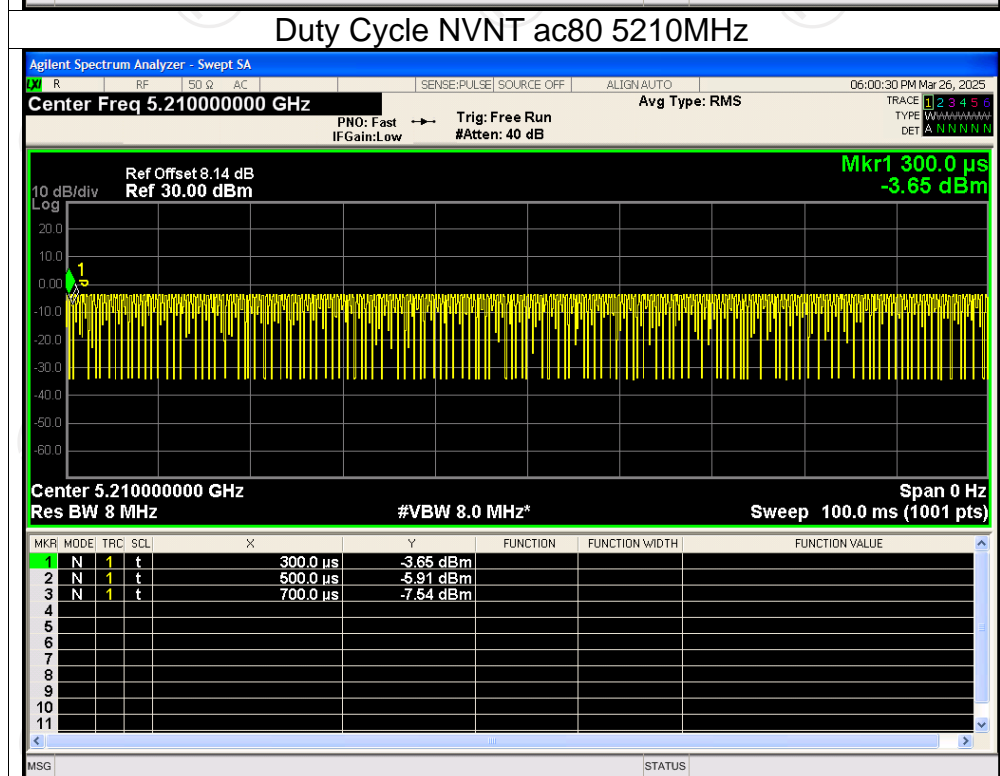 Duty Cycle NVNT ac80 5210MHz
Agilent Spectrum Analyzer - Swept SA
LXI R RF 50 Ω AC SENSE:PULSE SOURCE OFF ALIGN AUTO 06:00:30 PM Mar 26, 2025
Center Freq 5.210000000 GHz Avg Type: RMS TRACE 1 2 3 4 5 6
PNO: Fast Trig: Free Run TYPE W
IFGain:Low #Atten: 40 dB DET A N N N N N
Mkr1 300.0 µs
Ref Offset 8.14 dB
10 dB/div Ref 30.00 dBm -3.65 dBm
Log
20.0
10.0
1
0.00
-10.0
-20.0
-30.0
-40.0
-50.0
-60.0
Center 5.210000000 GHz Span 0 Hz
Res BW 8 MHz #VBW 8.0 MHz* Sweep 100.0 ms (1001 pts)
MKR MODE TRC SCL X Y FUNCTION FUNCTION WIDTH FUNCTION VALUE
1 N 1 t 300.0 µs -3.65 dBm
2 N 1 t 500.0 µs -5.91 dBm
3 N 1 t 700.0 µs -7.54 dBm
4
5
6
7
8
9
10
11
MSG STATUS